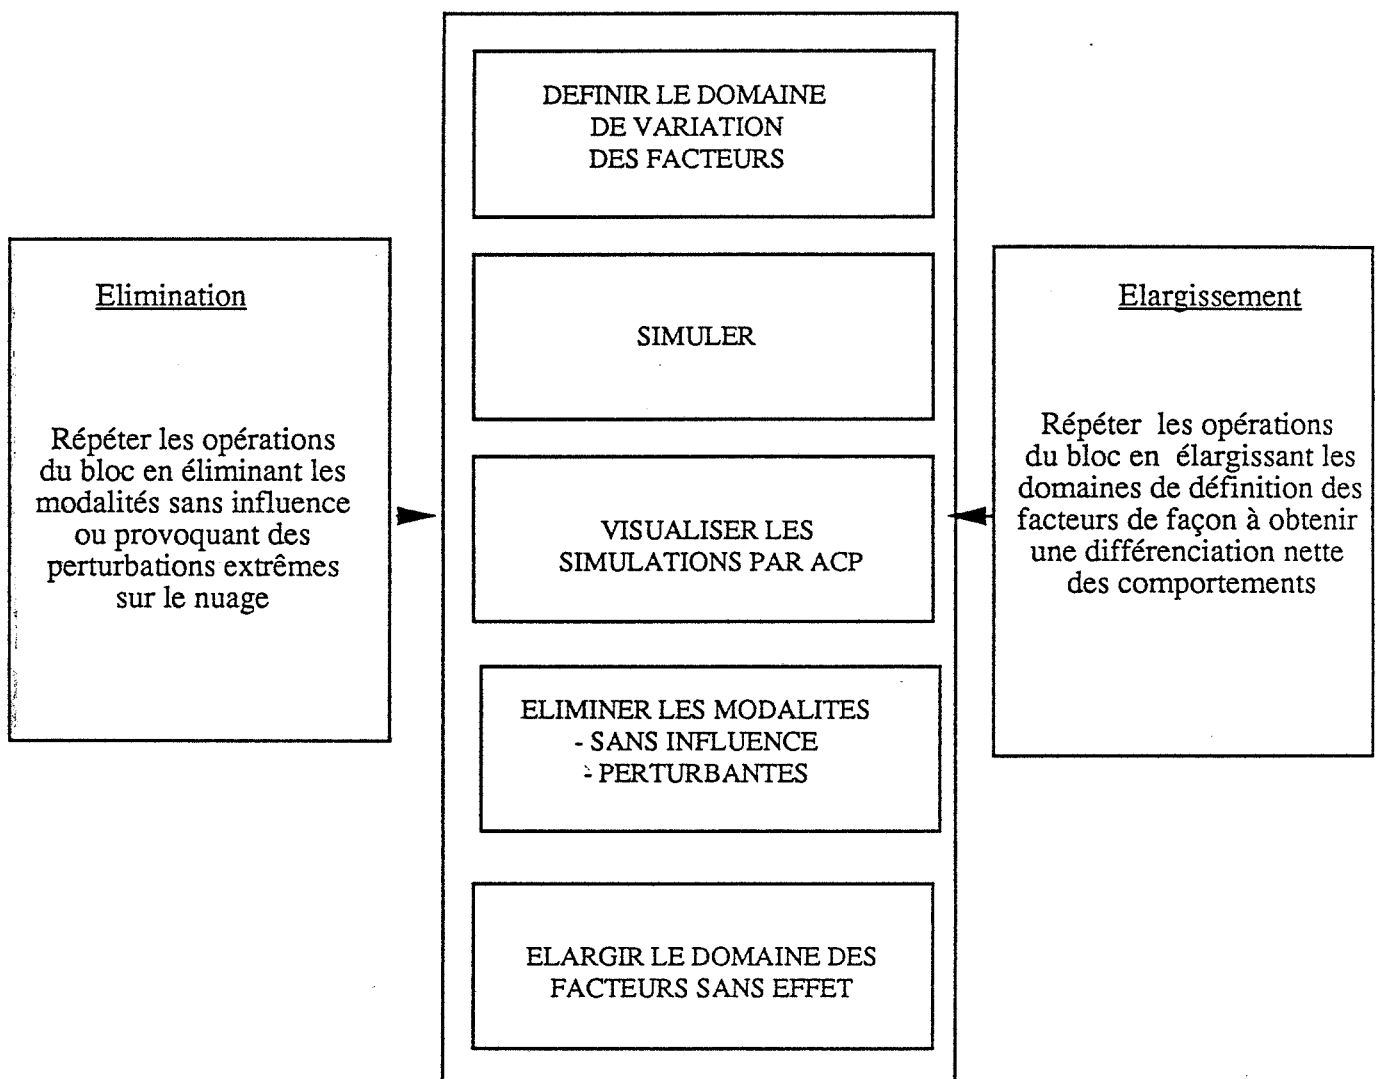 DEFINIR LE DOMAINE
DE VARIATION
DES FACTEURS
Elimination
Répéter les opérations
du bloc en éliminant les
modalités sans influence
ou provoquant des
perturbations extrêmes
sur le nuage
SIMULER
VISUALISER LES
SIMULATIONS PAR ACP
ELIMINER LES MODALITES
- SANS INFLUENCE
- PERTURBANTES
ELARGIR LE DOMAINE DES
FACTEURS SANS EFFET
Elargissement
Répéter les opérations
du bloc en élargissant les
domaines de définition des
facteurs de façon à obtenir
une différenciation nette
des comportements